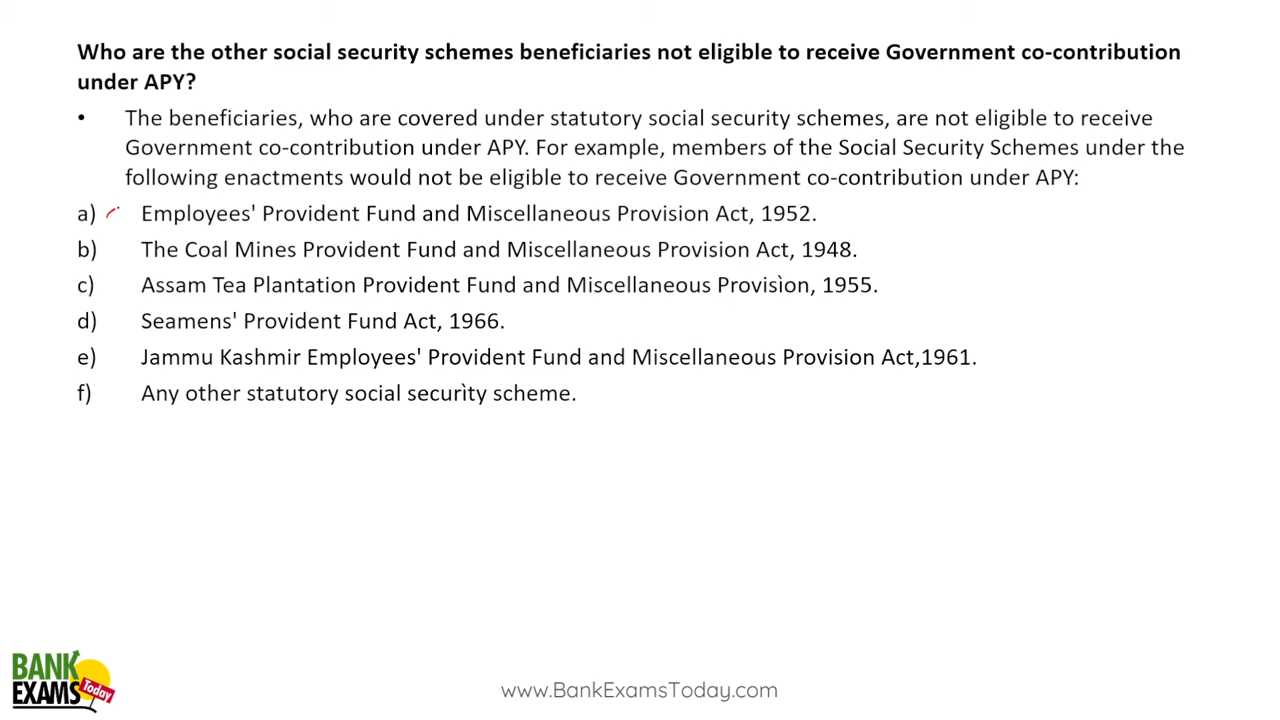 Who are the other social security schemes beneficiaries not eligible to receive Government co-contribution
under APY?
• The beneficiaries, who are covered under statutory social security schemes, are not eligible to receive
Government co-contribution under APY. For example, members of the Social Security Schemes under the
following enactments would not be eligible to receive Government co-contribution under APY:
a) Employees' Provident Fund and Miscellaneous Provision Act, 1952.
b) The Coal Mines Provident Fund and Miscellaneous Provision Act, 1948.
c) Assam Tea Plantation Provident Fund and Miscellaneous Provisìon, 1955.
d) Seamens' Provident Fund Act, 1966.
e) Jammu Kashmir Employees' Provident Fund and Miscellaneous Provision Act,1961.
f) Any other statutory social securìty scheme.
BANK
EXAMS
Today
www.BankExamsToday.com